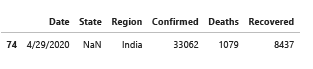 Date State Region Confirmed Deaths Recovered
74 4/29/2020 NaN India 33062 1079 8437